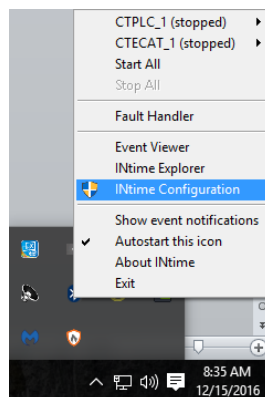 CTPLC_1 (stopped)
CTECAT_1 (stopped)
Start All
Stop All
Fault Handler
Event Viewer
INtime Explorer
INtime Configuration
Show event notifications
Autostart this icon
About INtime
Exit
8:35 AM
12/15/2016